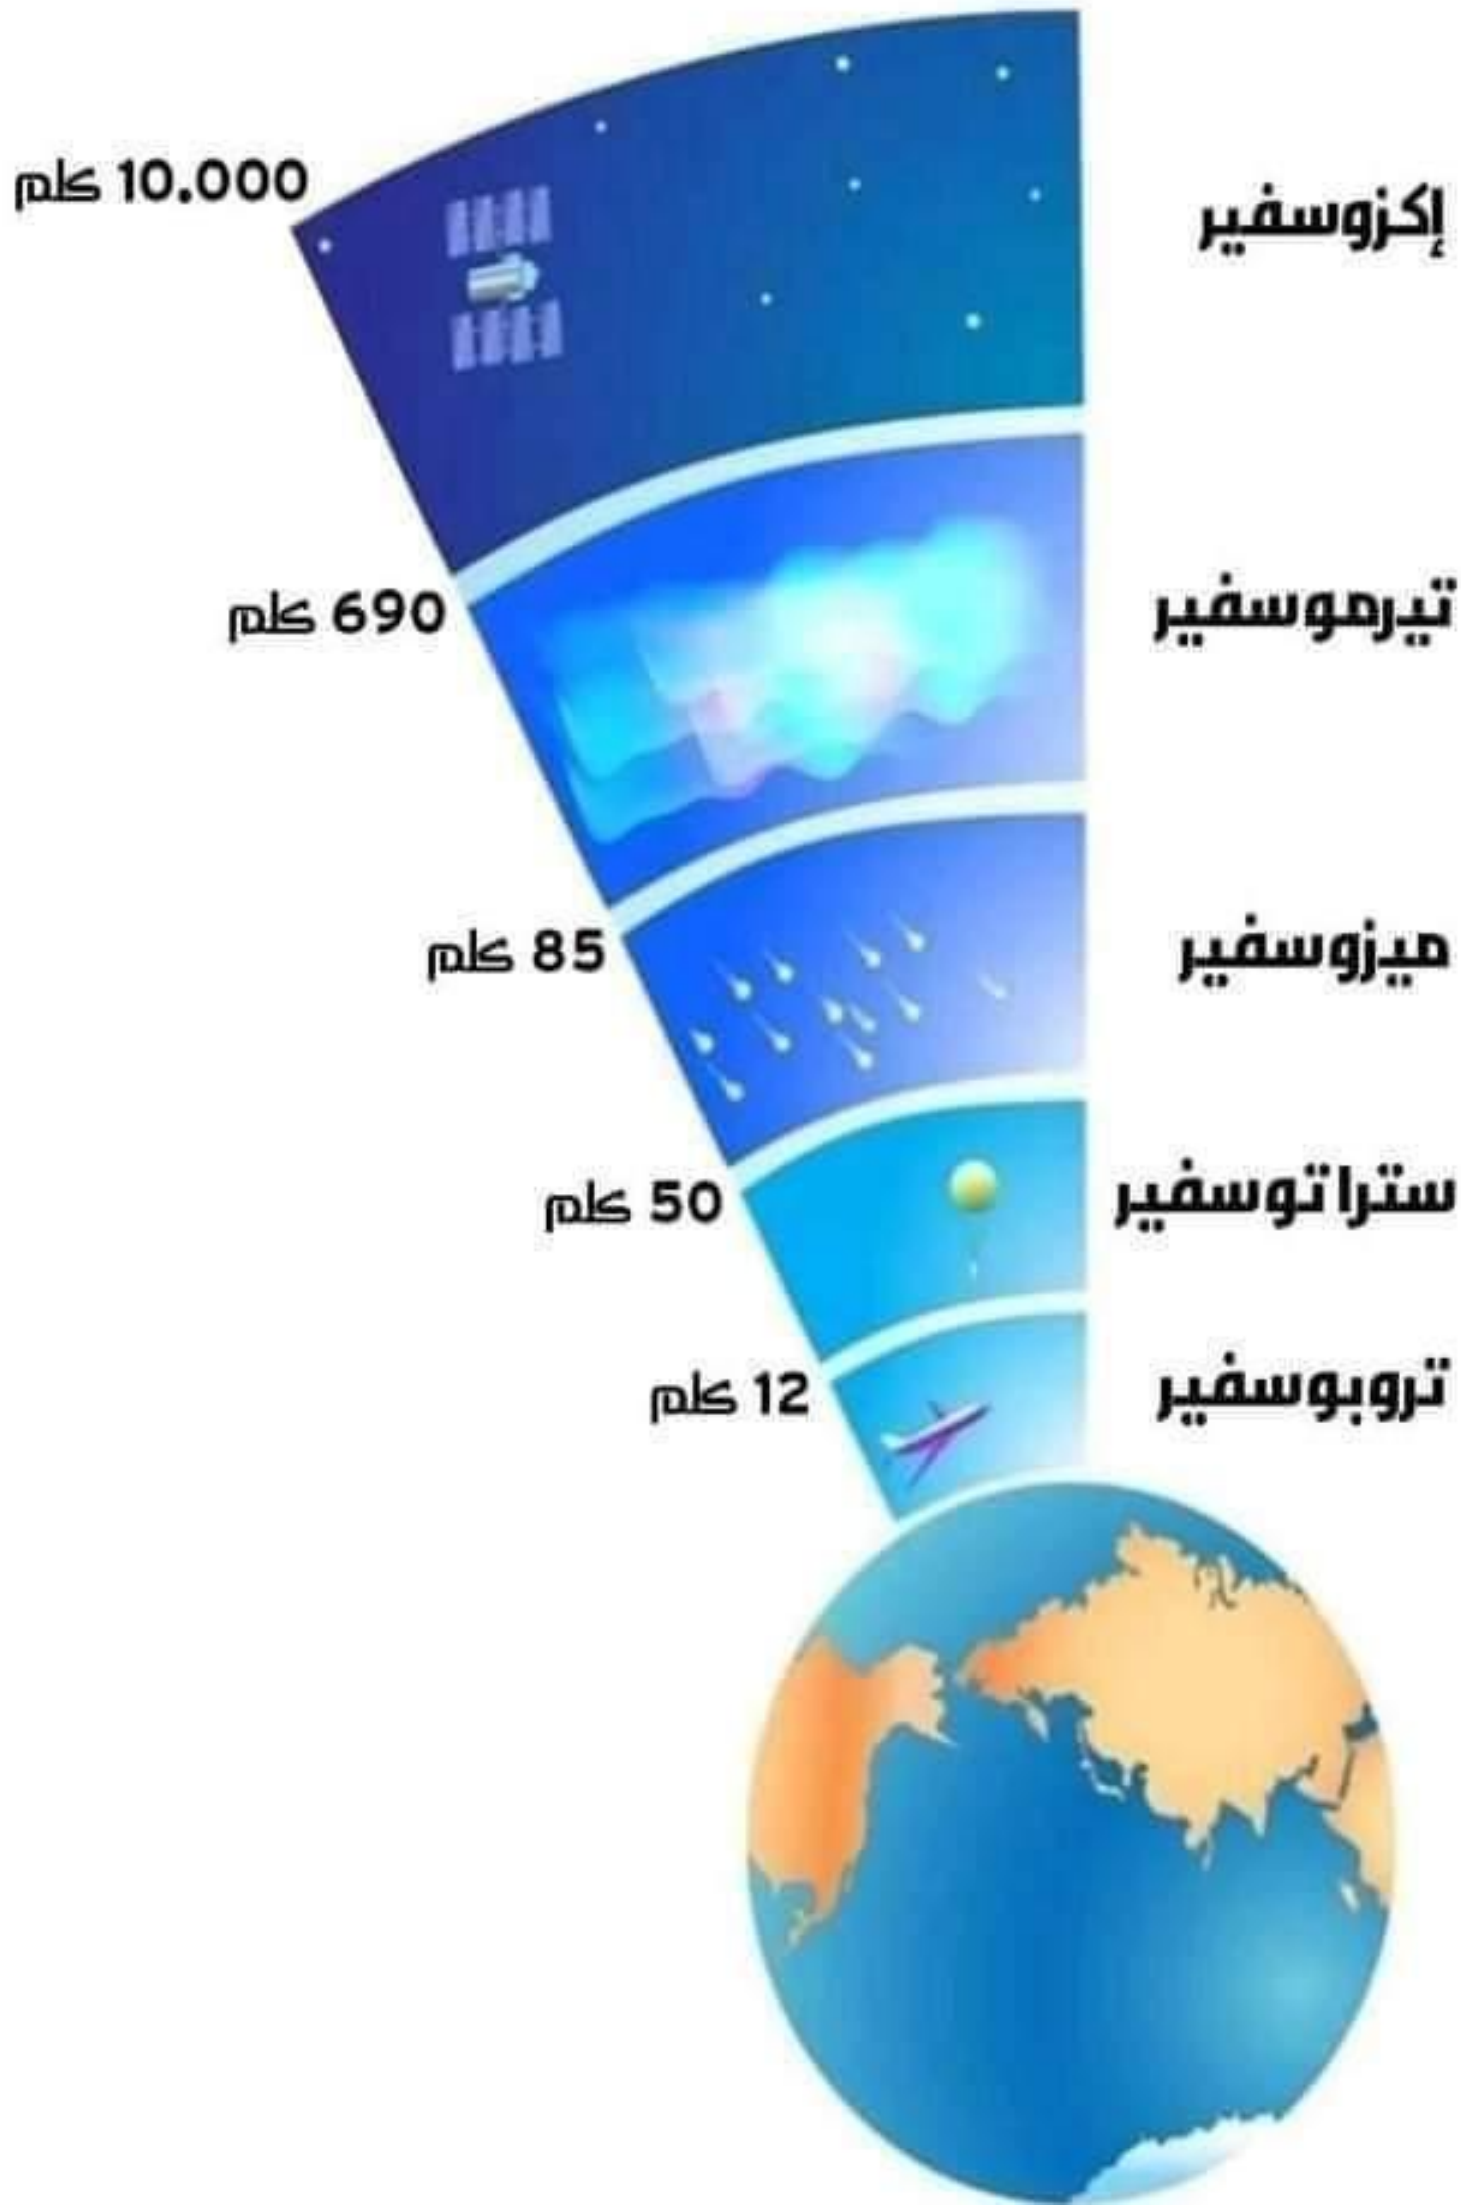 إكزوسفير
10.000 كلم
تيرموسفير
690 كلم
ميزوسفير
85 كلم
ستراتوسفير
50 كلم
تروبوسفير
12 كلم